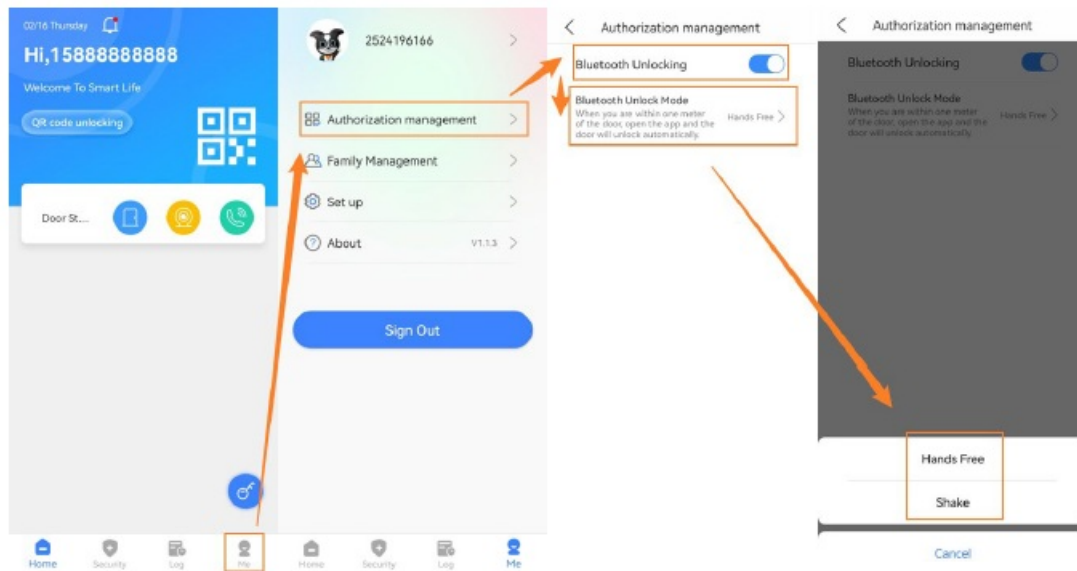 02/16 Thursday
Hi,15888888888
Welcome To Smart Life
QR code unlocking
Door St....
Home
Security
Log
Me
2524196166
Authorization management
Family Management
Set up
About
V1.1.3
Sign Out
Home
Security
Log
Me
Authorization management
Bluetooth Unlocking
Bluetooth Unlock Mode
When you are within one meter
of the door, open the app and the
door will unlock automatically.
Hands Free
Authorization management
Bluetooth Unlocking
Bluetooth Unlock Mode
When you are within one meter
of the door, open the app and the
door will unlock automatically.
Hands Free
Hands Free
Shake
Cancel